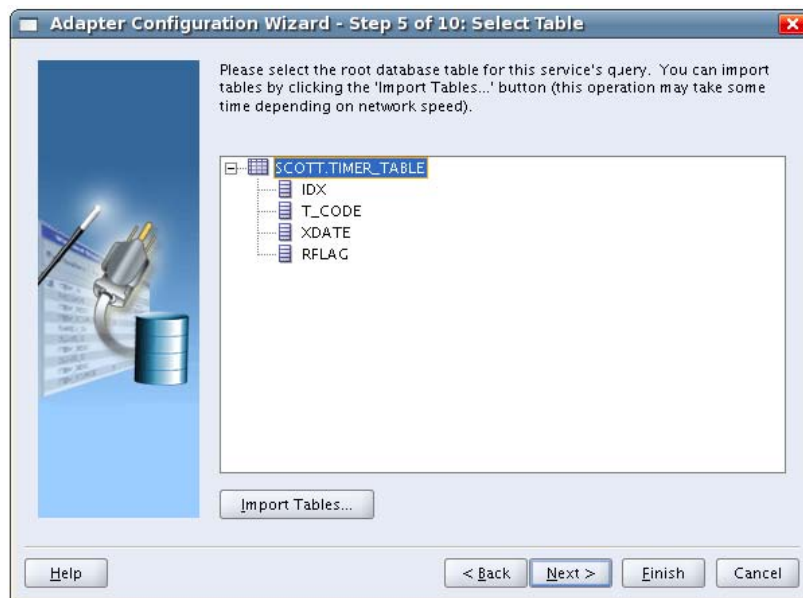 Adapter Configuration Wizard - Step 5 of 10: Select Table
Please select the root database table for this service's query. You can import
tables by clicking the 'Import Tables...' button (this operation may take some
time depending on network speed).
SCOTT.TIMER_TABLE
IDX
T_CODE
XDATE
RFLAG
Import Tables...
Help
< Back
Next >
Finish
Cancel